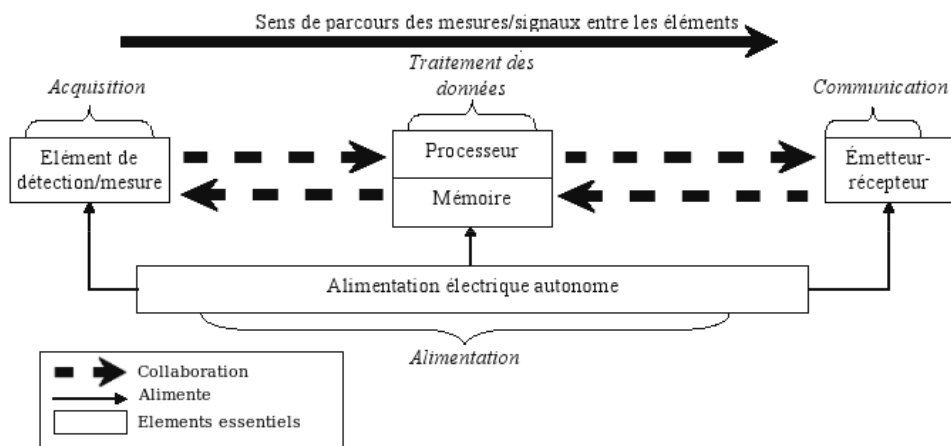 Sens de parcours des mesures/signaux entre les éléments
Acquisition
Traitement des
données
Communication
Elément de
détection/mesure
Processeur
Mémoire
Émetteur-
récepteur
Alimentation électrique autonome
Alimentation
Collaboration
Alimente
Elements essentiels